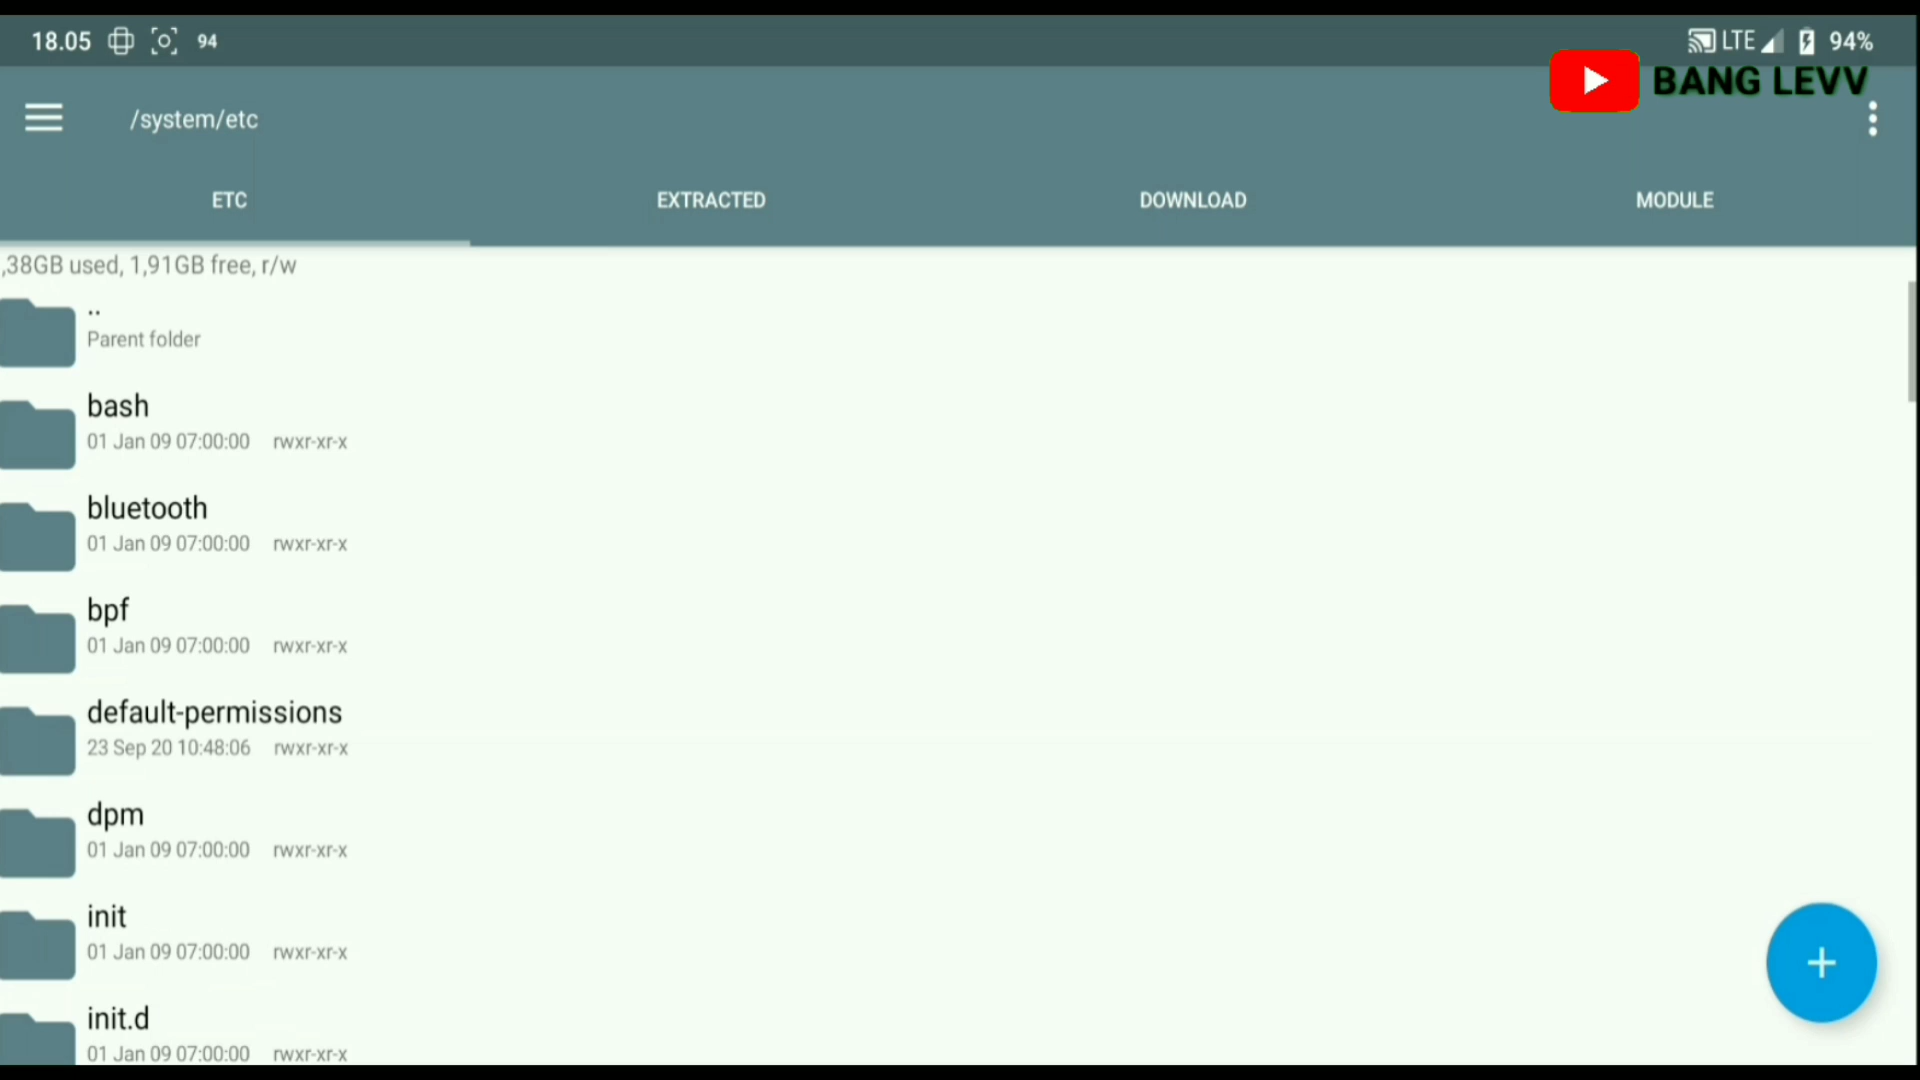 18.05 94 LTE 94%
BANG LEVV
/system/etc
ETC EXTRACTED DOWNLOAD MODULE
,38GB used, 1,91GB free, r/w
..
Parent folder
bash
01 Jan 09 07:00:00 rwxr-xr-x
bluetooth
01 Jan 09 07:00:00 rwxr-xr-x
bpf
01 Jan 09 07:00:00 rwxr-xr-x
default-permissions
23 Sep 20 10:48:06 rwxr-xr-x
dpm
01 Jan 09 07:00:00 rwxr-xr-x
init
01 Jan 09 07:00:00 rwxr-xr-x
init.d
01 Jan 09 07:00:00 rwxr-xr-x